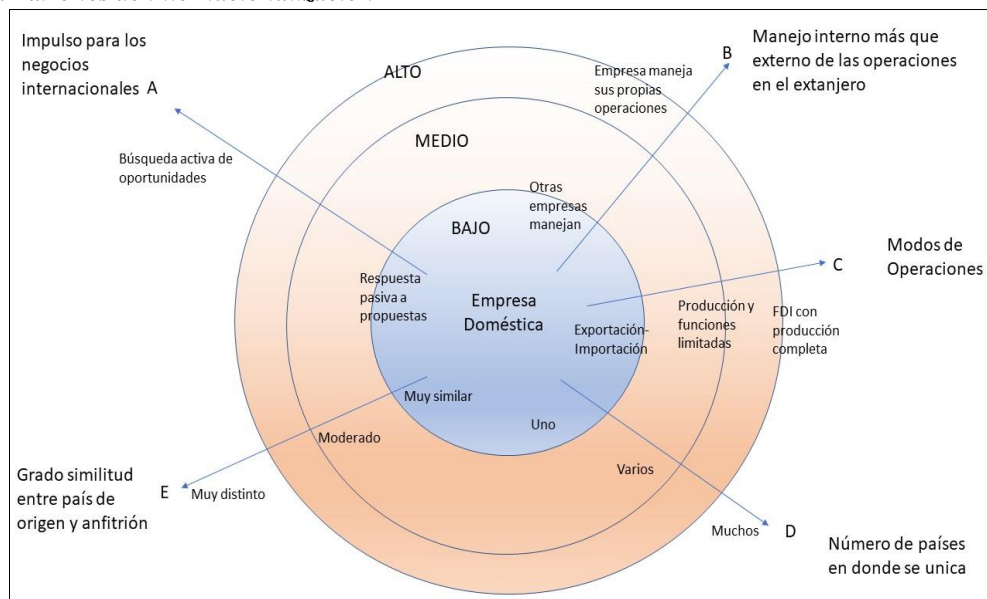 Impulso para los
negocios
internacionales A
Búsqueda activa de
oportunidades
ALTO
MEDIO
BAJO
Empresa maneja
sus propias
operaciones
B
Manejo interno más que
externo de las operaciones
en el extanjero
Otras
empresas
manejan
Respuesta
pasiva a
propuestas
Empresa
Doméstica
Exportación-
Importación
Producción y
funciones
limitadas
FDI con
producción
completa
C
Modos de
Operaciones
Muy similar
Moderado
Muy distinto
E
Grado similitud
entre país de
origen y anfitrión
Uno
Varios
Muchos
D
Número de países
en donde se unica